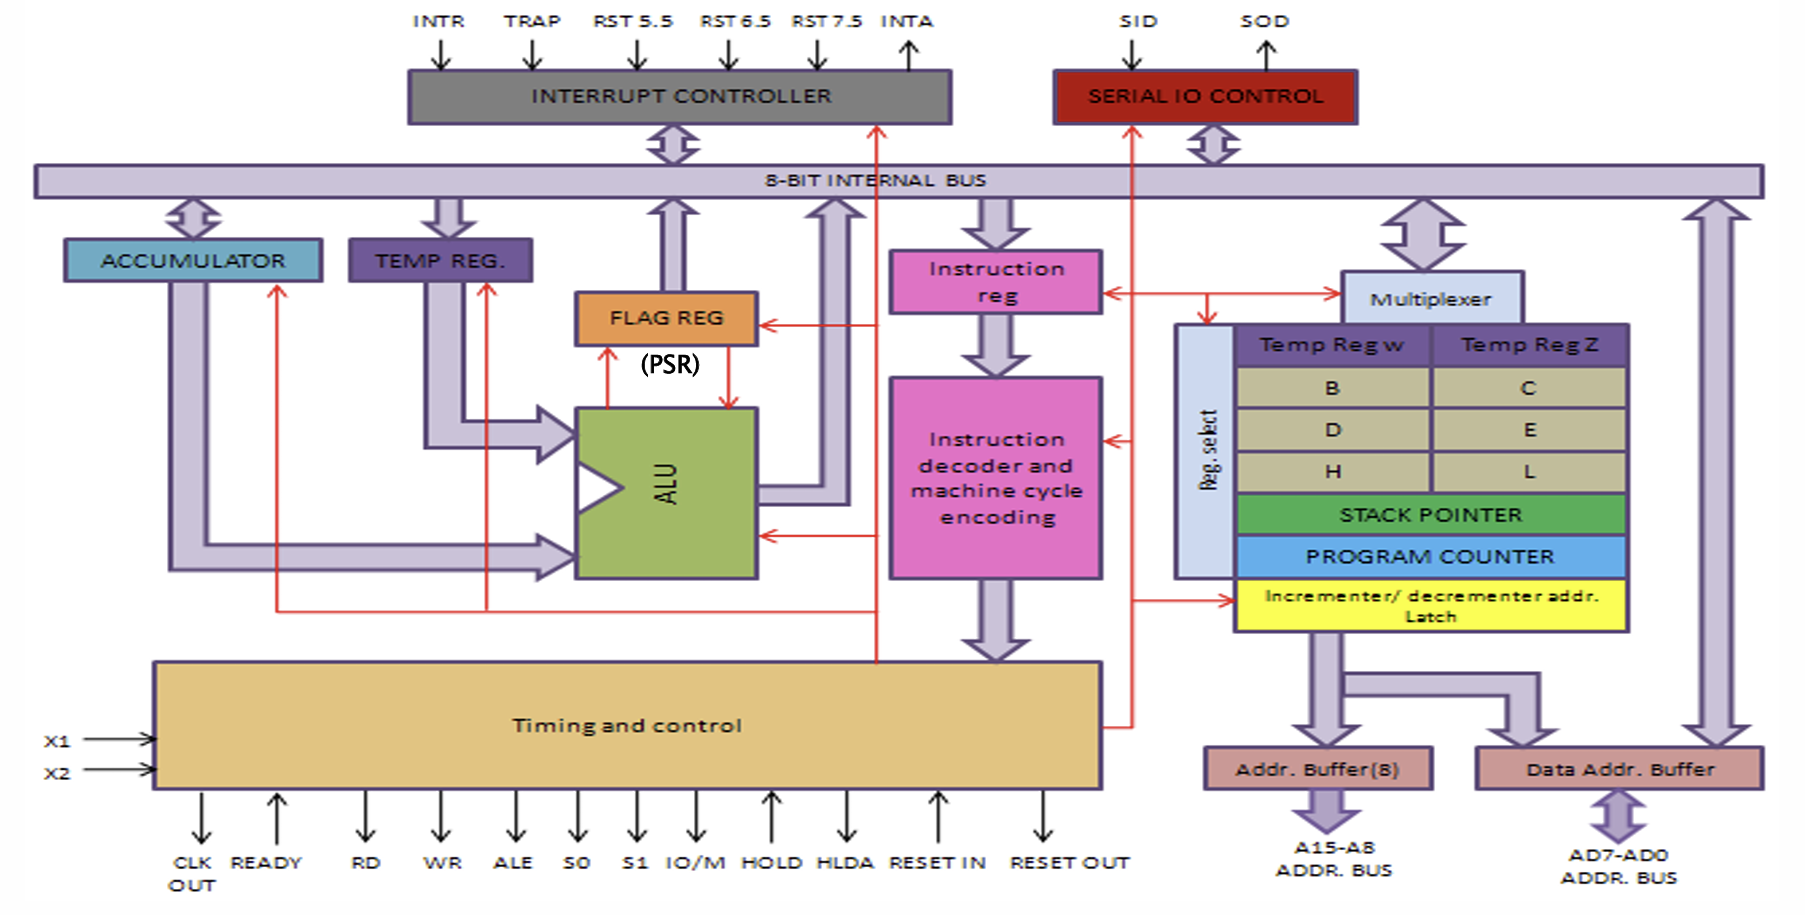 INTR TRAP RST 5.5 RST 6.5 RST 7.5 INTA SID SOD
INTERRUPT CONTROLLER
SERIAL IO CONTROL
8-BIT INTERNAL BUS
ACCUMULATOR
TEMP REG.
FLAG REG
(PSR)
ALU
Instruction
reg
Instruction
decoder and
machine cycle
encoding
Multiplexer
Reg. select
Temp Reg w
Temp Reg Z
B
C
D
E
H
L
STACK POINTER
PROGRAM COUNTER
Incrementer/ decrementer addr.
Latch
Timing and control
X1
X2
Addr. Buffer(8)
Data Addr. Buffer
CLK
OUT
READY
RD
WR
ALE
S0
S1
IO/M
HOLD
HLDA
RESET IN
RESET OUT
A15-A8
ADDR. BUS
AD7-AD0
ADDR. BUS